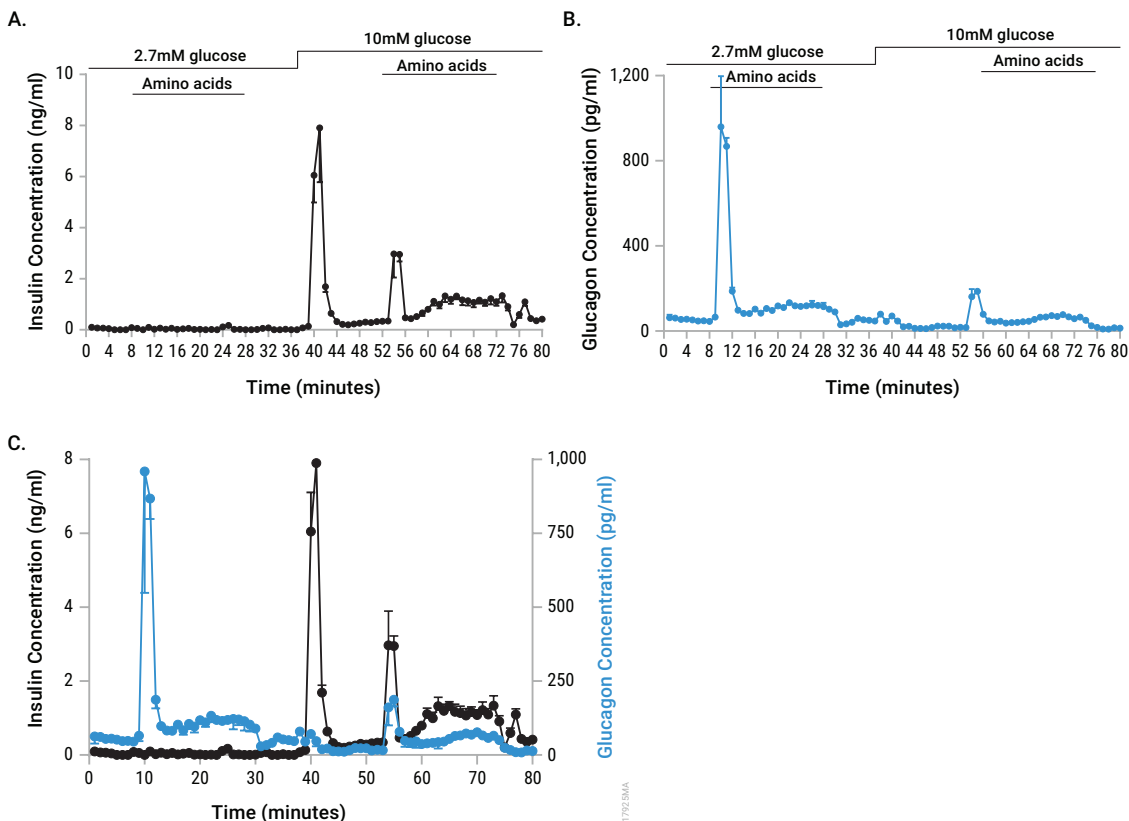 A.
2.7mM glucose
10mM glucose
Amino acids
Amino acids
Insulin Concentration (ng/ml)
10
8
6
4
2
0
0 4 8 12 16 20 24 28 32 36 40 44 48 52 56 60 64 68 72 76 80
Time (minutes)
B.
2.7mM glucose
10mM glucose
Amino acids
Amino acids
Glucagon Concentration (pg/ml)
1,200
800
400
0
0 4 8 12 16 20 24 28 32 36 40 44 48 52 56 60 64 68 72 76 80
Time (minutes)
C.
Insulin Concentration (ng/ml)
8
6
4
2
0
1,000
750
500
250
0
Glucagon Concentration (pg/ml)
0 10 20 30 40 50 60 70 80
Time (minutes)
17925MA